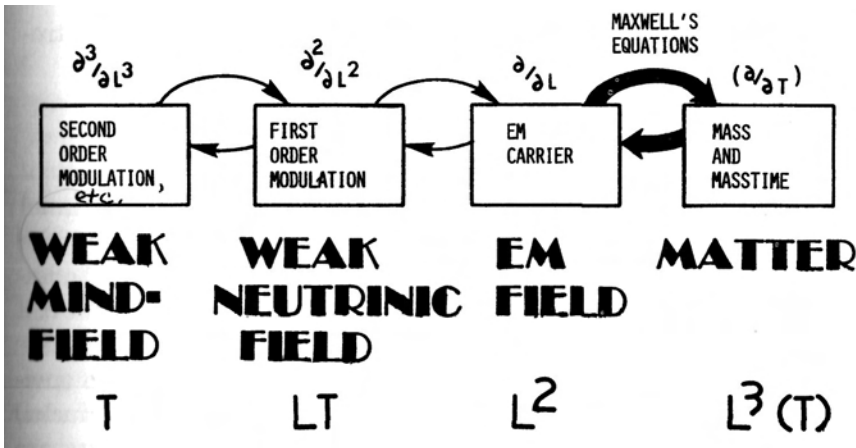 MAXWELL'S
EQUATIONS
∂³/∂L³
∂²/∂L²
∂/∂L
(∂/∂T)
SECOND
ORDER
MODULATION,
etc.
FIRST
ORDER
MODULATION
EM
CARRIER
MASS
AND
MASSTIME
WEAK
MIND-
FIELD
WEAK
NEUTRINIC
FIELD
EM
FIELD
MATTER
T
LT
L²
L³ (T)